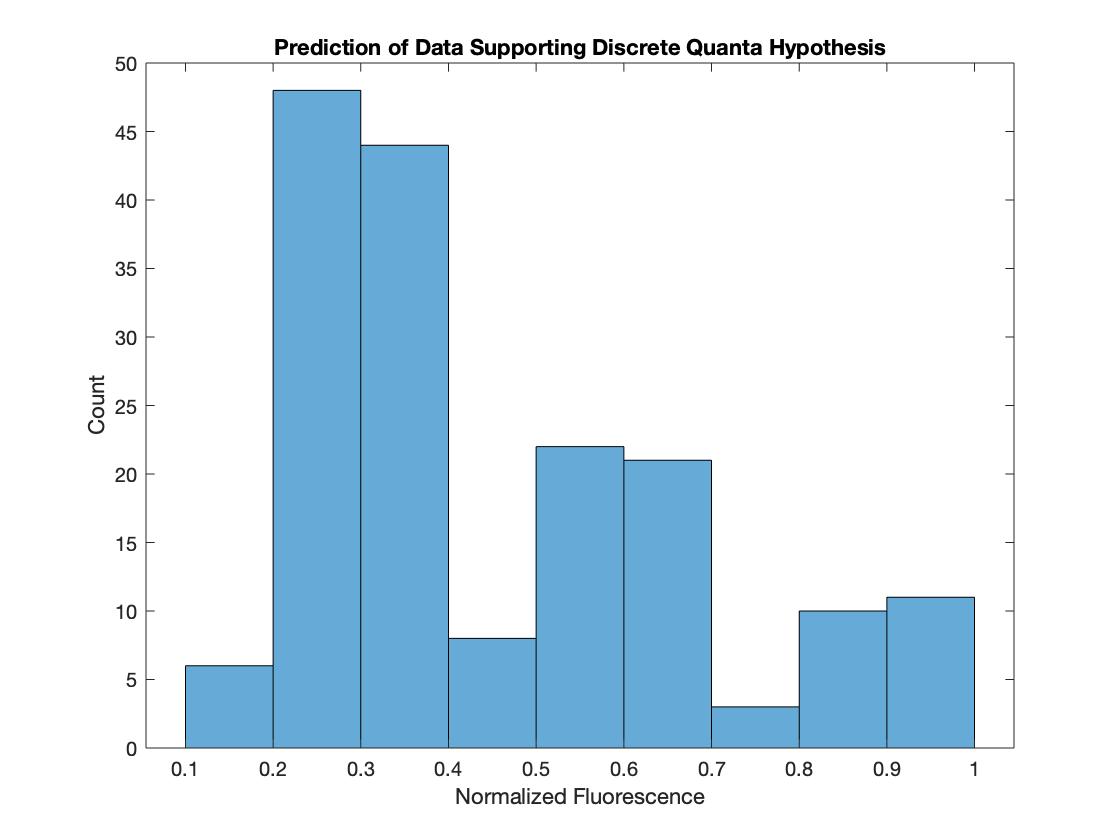 Prediction of Data Supporting Discrete Quanta Hypothesis
50
45
40
35
30
25
20
15
10
5
0
Count
0.1 0.2 0.3 0.4 0.5 0.6 0.7 0.8 0.9 1
Normalized Fluorescence